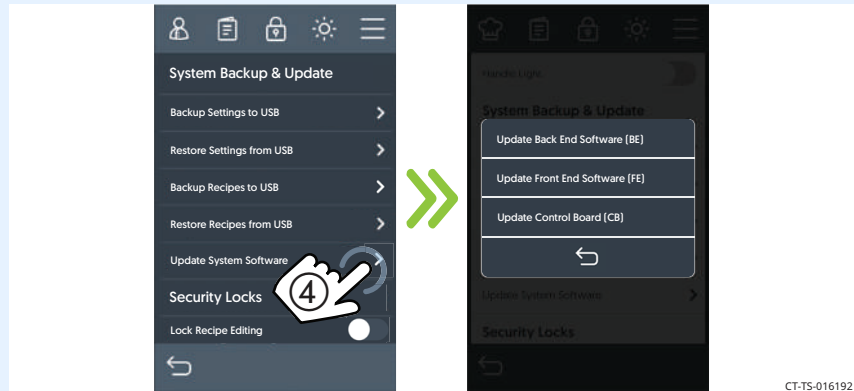 System Backup & Update
Backup Settings to USB
Restore Settings from USB
Backup Recipes to USB
Restore Recipes from USB
Update System Software
Security Locks
4
Lock Recipe Editing
Handle Light
System Backup & Update
Update Back End Software (BE)
Update Front End Software (FE)
Update Control Board (CB)
Update System Software
Security Locks
CT-TS-016192